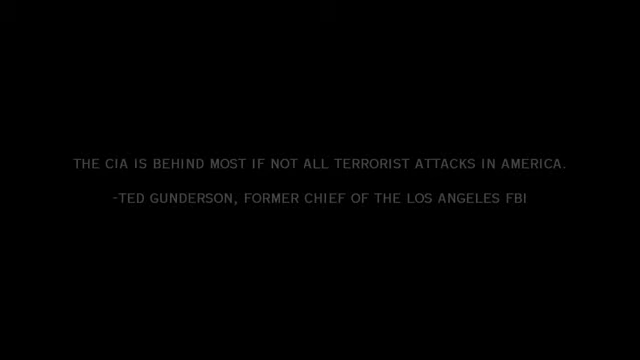 THE CIA IS BEHIND MOST IF NOT ALL TERRORIST ATTACKS IN AMERICA.
-TED GUNDERSON, FORMER CHIEF OF THE LOS ANGELES FBI